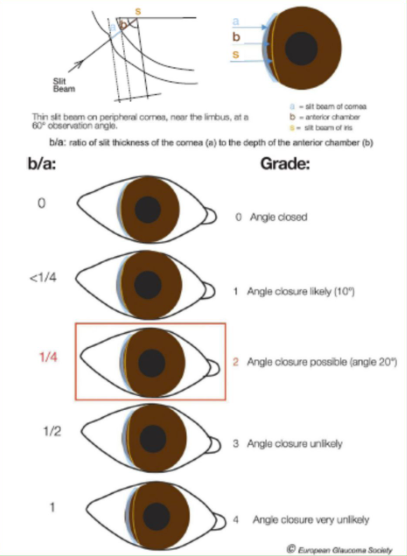 s
a b
Slit
Beam
a
b
s
a = slit beam of cornea
b = anterior chamber
s = slit beam of iris
Thin slit beam on peripheral cornea, near the limbus, at a
60° observation angle.
b/a: ratio of slit thickness of the cornea (a) to the depth of the anterior chamber (b)
b/a: Grade:
0
0 Angle closed
<1/4
1 Angle closure likely (10°)
1/4
2 Angle closure possible (angle 20°)
1/2
3 Angle closure unlikely
1
4 Angle closure very unlikely
© European Glaucoma Society